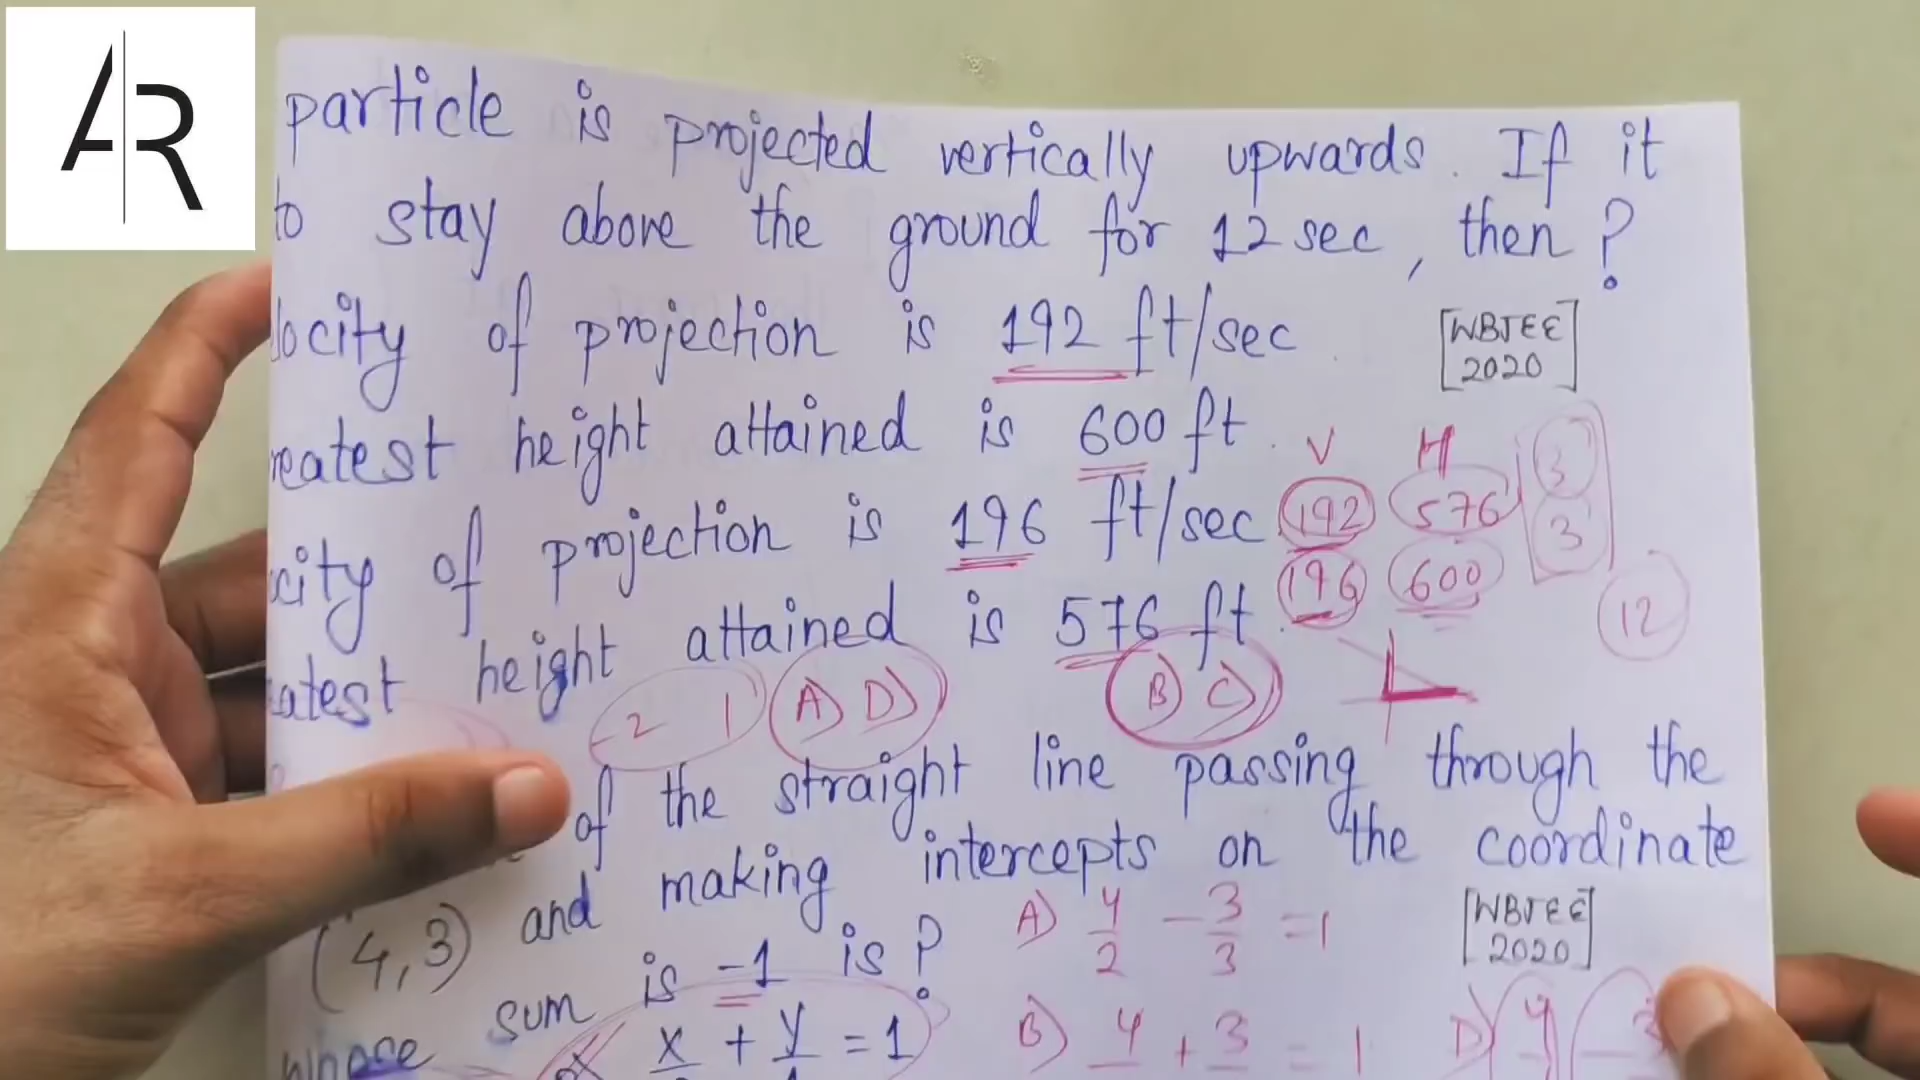 AR
particle is projected vertically upwards. If it
to stay above the ground for 12 sec, then?
locity of projection is 192 ft/sec.
[WBJEE 2020]
reatest height attained is 600 ft.
V H
city of projection is 196 ft/sec
192 576 3
3
196 600
12
eatest height attained is 576 ft.
-2 1 A) D) B) C)
of the straight line passing through the
(4,3) and making intercepts on the coordinate
A) 4/2 - 3/3 = 1
[WBJEE 2020]
whose sum is -1 is?
x + y = 1
B) 4 + 3 = 1
D) 4 - 3